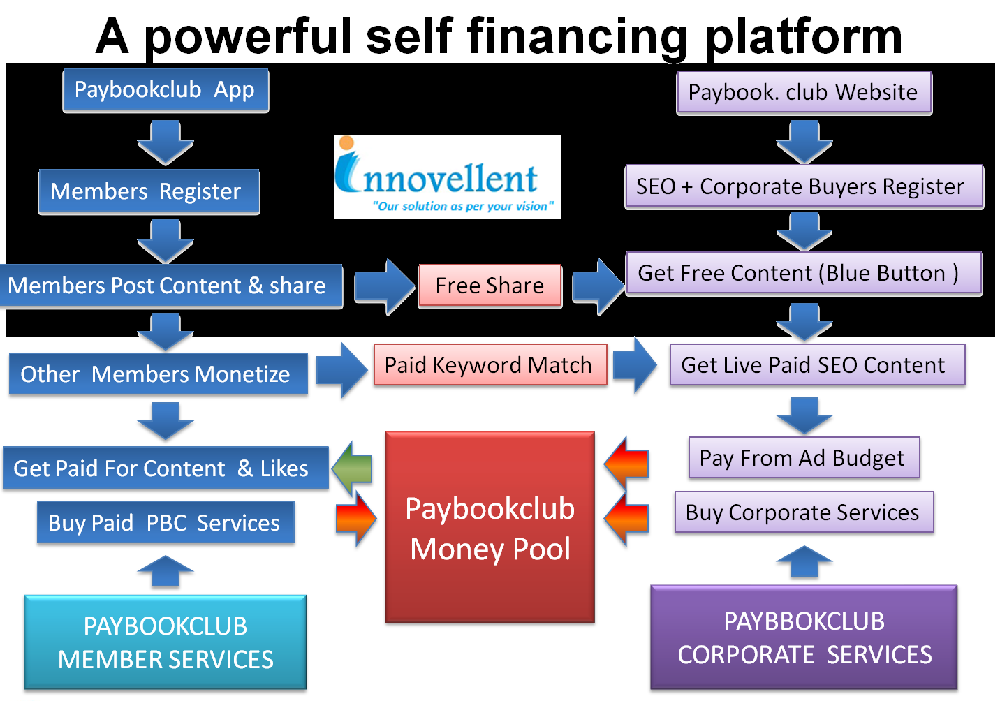 A powerful self financing platform
Paybookclub App
Paybook. club Website
innovellent
"Our solution as per your vision"
Members Register
SEO + Corporate Buyers Register
Members Post Content & share
Free Share
Get Free Content (Blue Button )
Other Members Monetize
Paid Keyword Match
Get Live Paid SEO Content
Get Paid For Content & Likes
Pay From Ad Budget
Buy Paid PBC Services
Paybookclub
Money Pool
Buy Corporate Services
PAYBOOKCLUB
MEMBER SERVICES
PAYBBOKCLUB
CORPORATE SERVICES